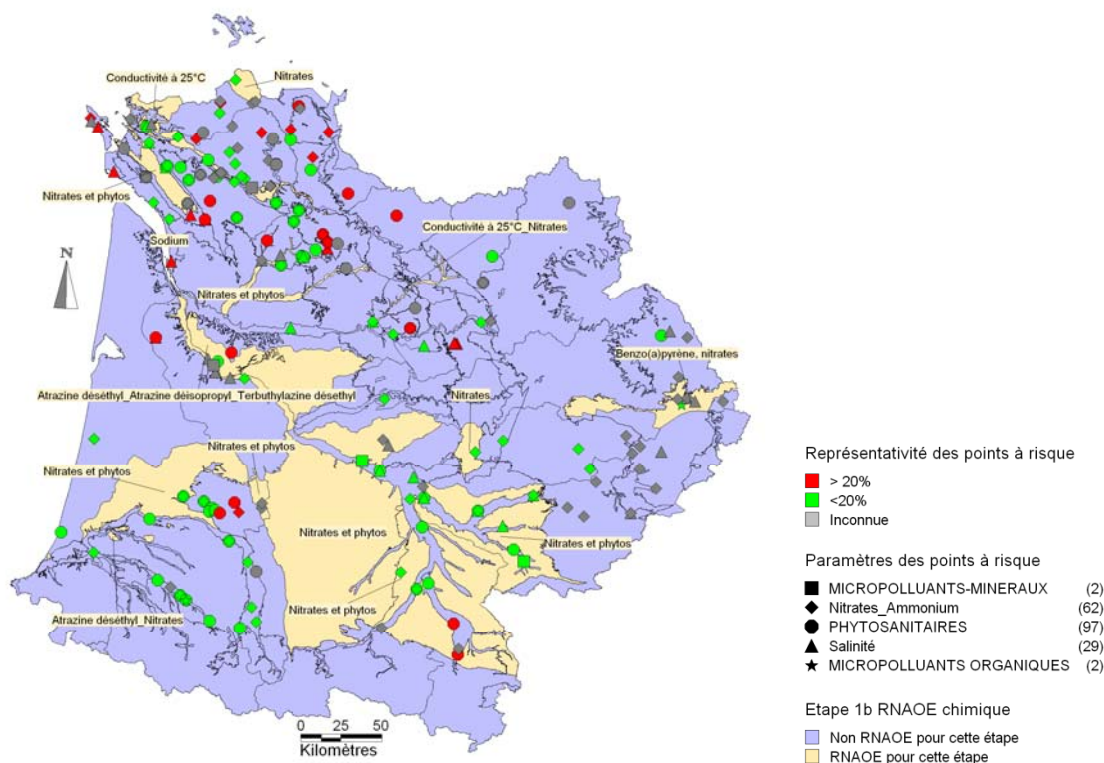 Conductivité à 25°C
Nitrates
Nitrates et phytos
Conductivité à 25°C_Nitrates
Sodium
N
Nitrates et phytos
Benzo(a)pyrène, nitrates
Atrazine déséthyl_Atrazine déisopropyl_Terbuthylazine désethyl
Nitrates
Nitrates et phytos
Nitrates et phytos
Nitrates et phytos
Nitrates et phytos
Nitrates et phytos
Atrazine déséthyl_Nitrates
0 25 50
Kilomètres
Représentativité des points à risque
> 20%
<20%
Inconnue
Paramètres des points à risque
MICROPOLLUANTS-MINERAUX (2)
Nitrates_Ammonium (62)
PHYTOSANITAIRES (97)
Salinité (29)
MICROPOLLUANTS ORGANIQUES (2)
Etape 1b RNAOE chimique
Non RNAOE pour cette étape
RNAOE pour cette étape